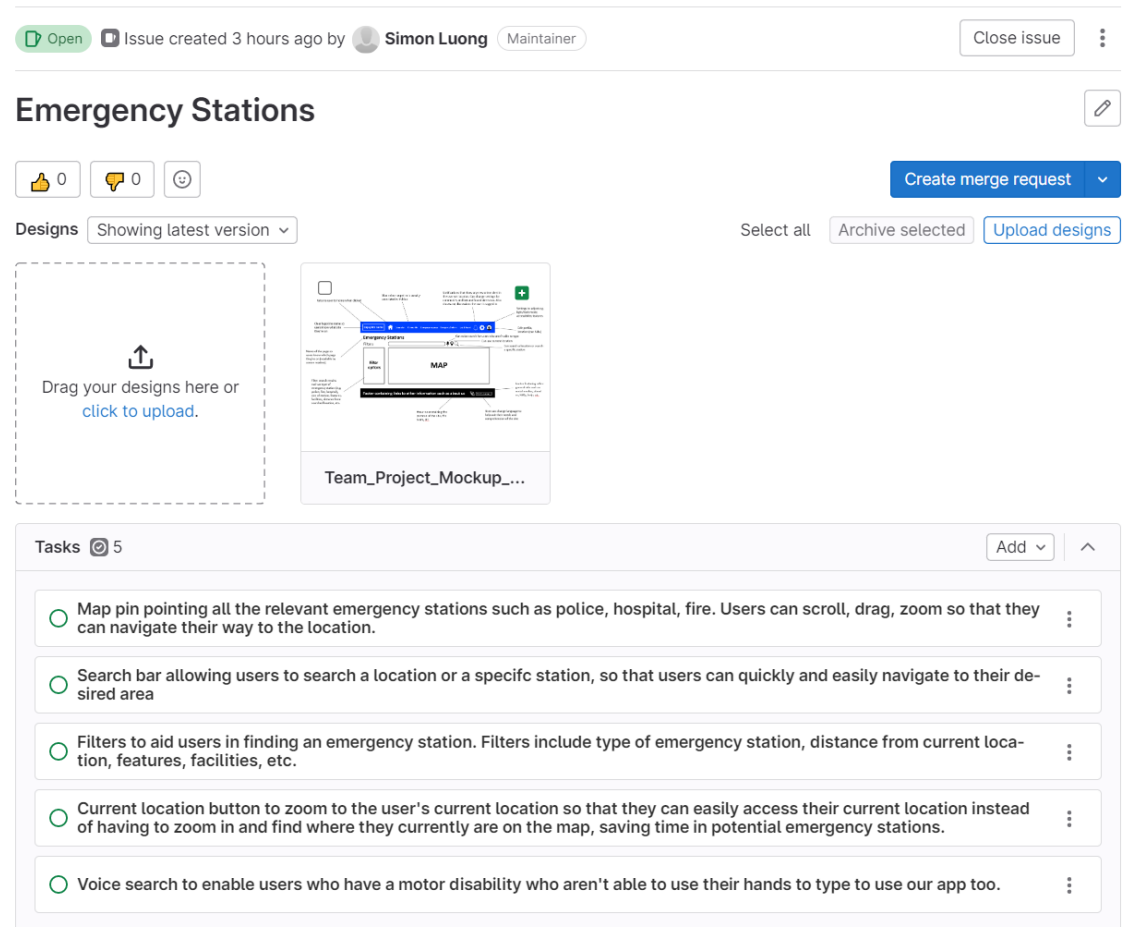 Open Issue created 3 hours ago by Simon Luong Maintainer Close issue
Emergency Stations
0 0 Create merge request
Designs Showing latest version Select all Archive selected Upload designs
Drag your designs here or
click to upload.
Emergency Stations
Filter
options
MAP
Team_Project_Mockup_...
Tasks 5 Add
Map pin pointing all the relevant emergency stations such as police, hospital, fire. Users can scroll, drag, zoom so that they
can navigate their way to the location.
Search bar allowing users to search a location or a specifc station, so that users can quickly and easily navigate to their de-
sired area
Filters to aid users in finding an emergency station. Filters include type of emergency station, distance from current loca-
tion, features, facilities, etc.
Current location button to zoom to the user's current location so that they can easily access their current location instead
of having to zoom in and find where they currently are on the map, saving time in potential emergency stations.
Voice search to enable users who have a motor disability who aren't able to use their hands to type to use our app too.